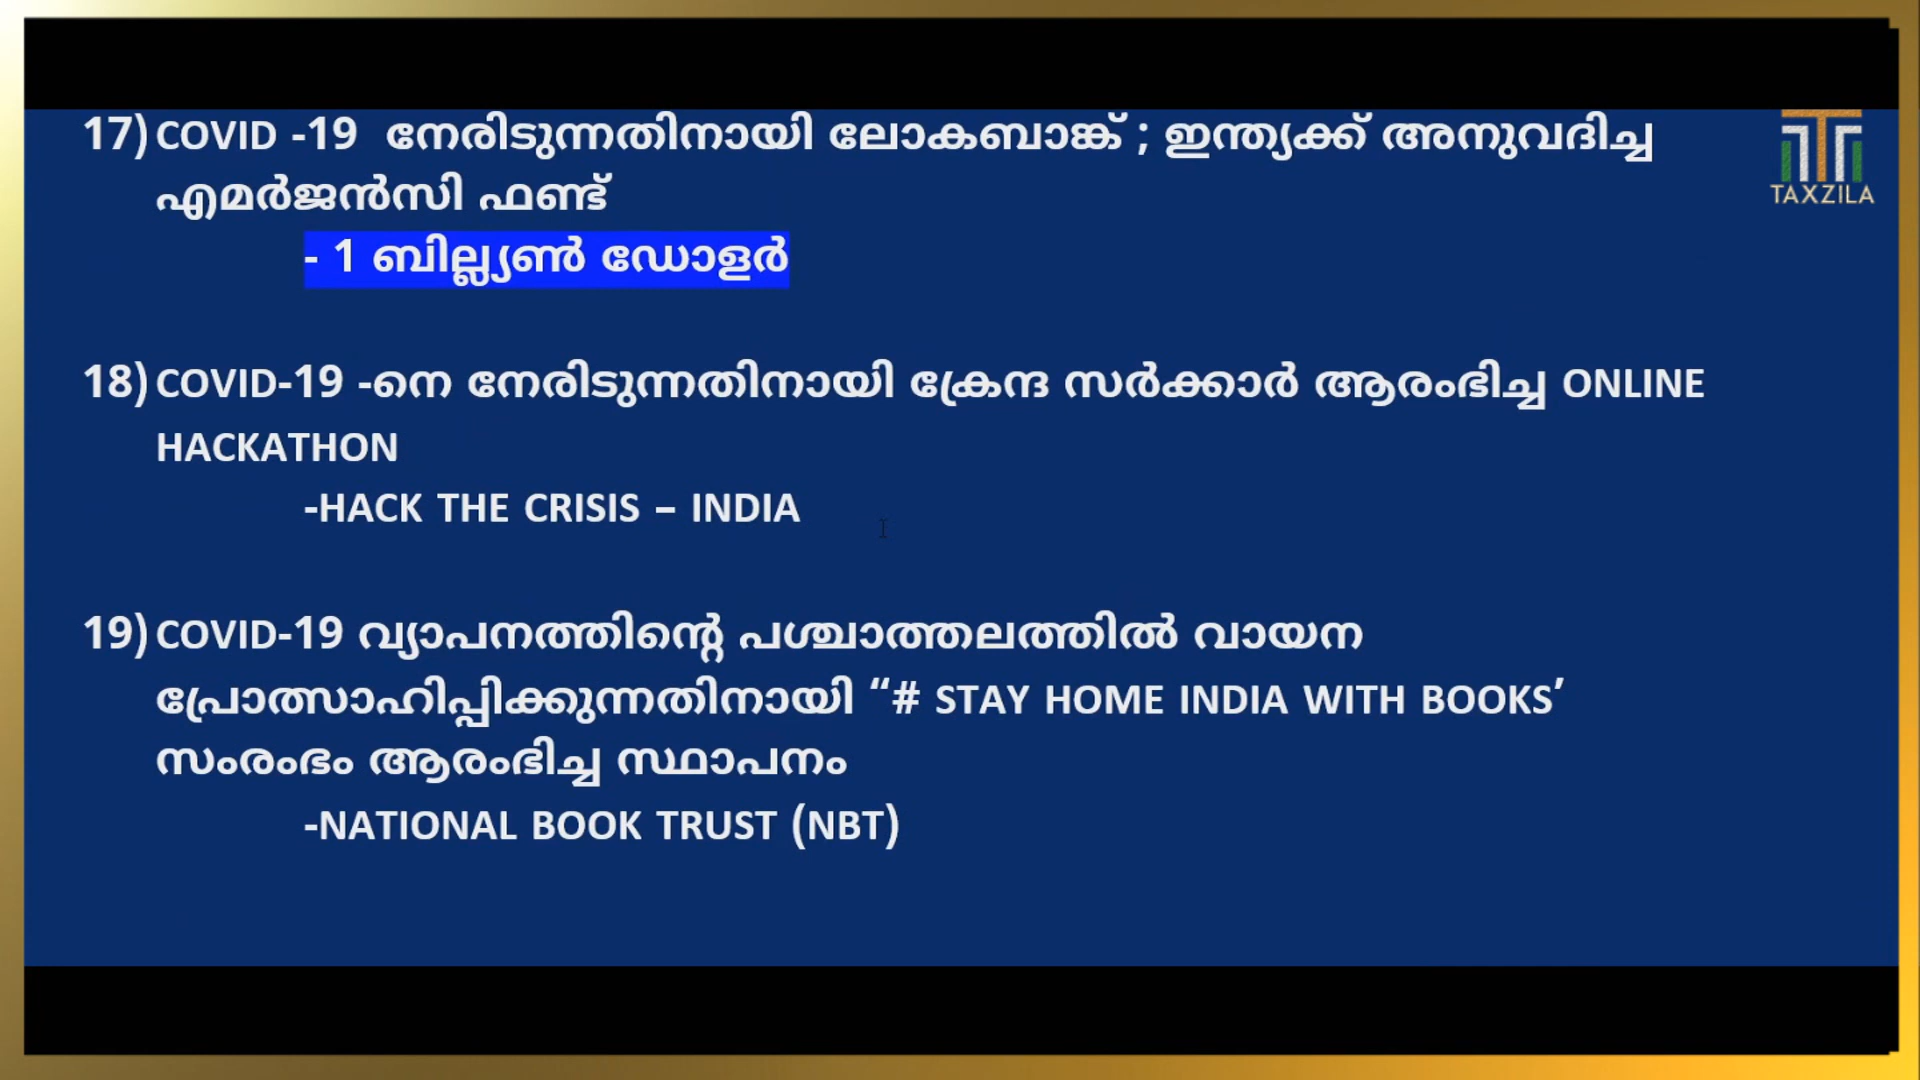 17) COVID -19 നേരിടുന്നതിനായി ലോകബാങ്ക് ; ഇന്ത്യക്ക് അനുവദിച്ച
എമർജൻസി ഫണ്ട്
- 1 ബില്ല്യൺ ഡോളർ
TAXZILA
18) COVID-19 -നെ നേരിടുന്നതിനായി കേന്ദ്ര സർക്കാർ ആരംഭിച്ച ONLINE
HACKATHON
-HACK THE CRISIS – INDIA
19) COVID-19 വ്യാപനത്തിന്റെ പശ്ചാത്തലത്തിൽ വായന
പ്രോത്സാഹിപ്പിക്കുന്നതിനായി “# STAY HOME INDIA WITH BOOKS’
സംരംഭം ആരംഭിച്ച സ്ഥാപനം
-NATIONAL BOOK TRUST (NBT)